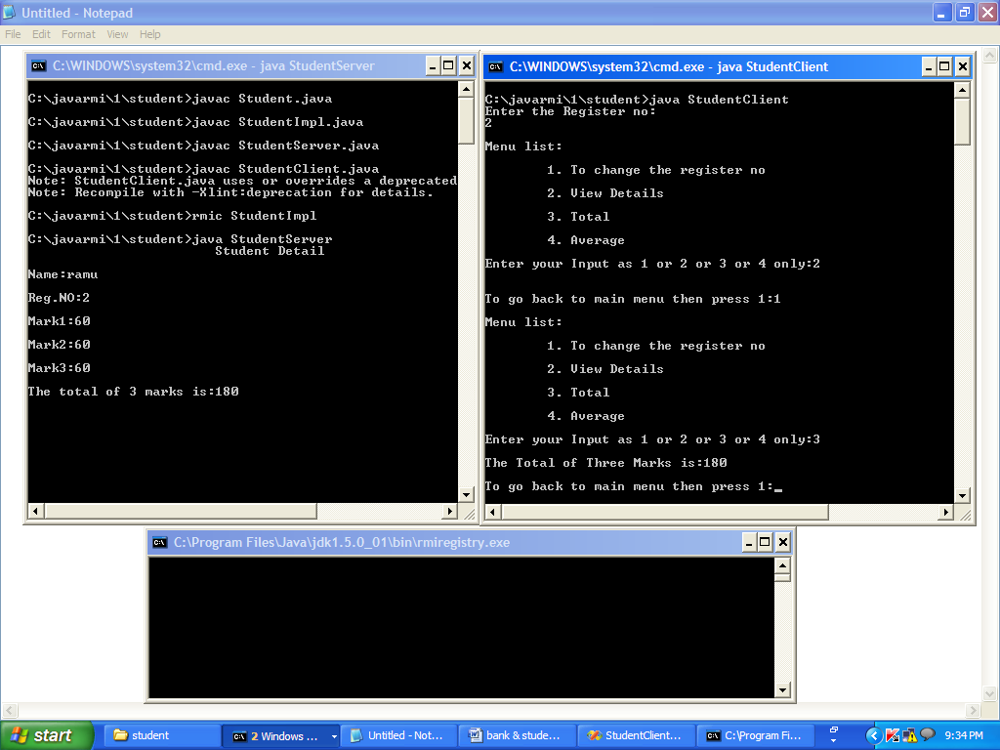 Untitled - Notepad
File Edit Format View Help
C:\WINDOWS\system32\cmd.exe - java StudentServer
C:\javarmi\1\student>javac Student.java
C:\javarmi\1\student>javac StudentImpl.java
C:\javarmi\1\student>javac StudentServer.java
C:\javarmi\1\student>javac StudentClient.java
Note: StudentClient.java uses or overrides a deprecated
Note: Recompile with -Xlint:deprecation for details.
C:\javarmi\1\student>rmic StudentImpl
C:\javarmi\1\student>java StudentServer
Student Detail
Name:ramu
Reg.NO:2
Mark1:60
Mark2:60
Mark3:60
The total of 3 marks is:180
C:\WINDOWS\system32\cmd.exe - java StudentClient
C:\javarmi\1\student>java StudentClient
Enter the Register no:
2
Menu list:
1. To change the register no
2. View Details
3. Total
4. Average
Enter your Input as 1 or 2 or 3 or 4 only:2
To go back to main menu then press 1:1
Menu list:
1. To change the register no
2. View Details
3. Total
4. Average
Enter your Input as 1 or 2 or 3 or 4 only:3
The Total of Three Marks is:180
To go back to main menu then press 1:_
C:\Program Files\Java\jdk1.5.0_01\bin\rmiregistry.exe
start student 2 Windows ... Untitled - Not... bank & stude... StudentClient... C:\Program Fi... 9:34 PM